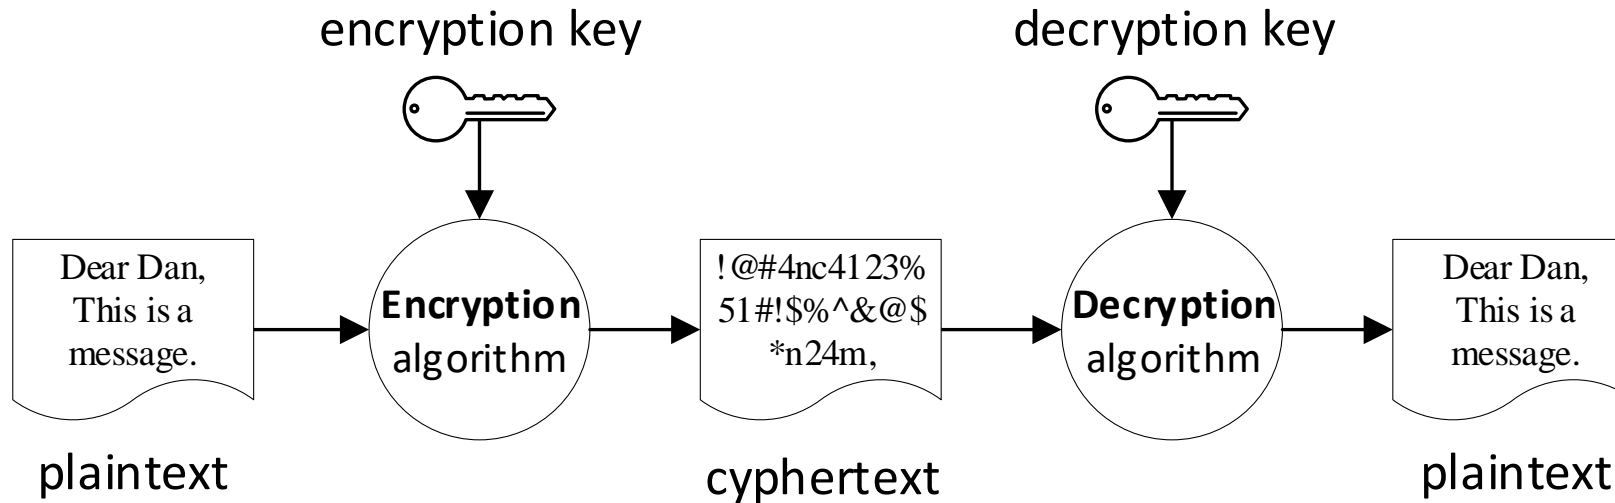 encryption key
decryption key
Dear Dan,
This is a
message.
Encryption
algorithm
!@#4nc4123%
51#!$%^&@$
*n24m,
Decryption
algorithm
Dear Dan,
This is a
message.
plaintext
cyphertext
plaintext